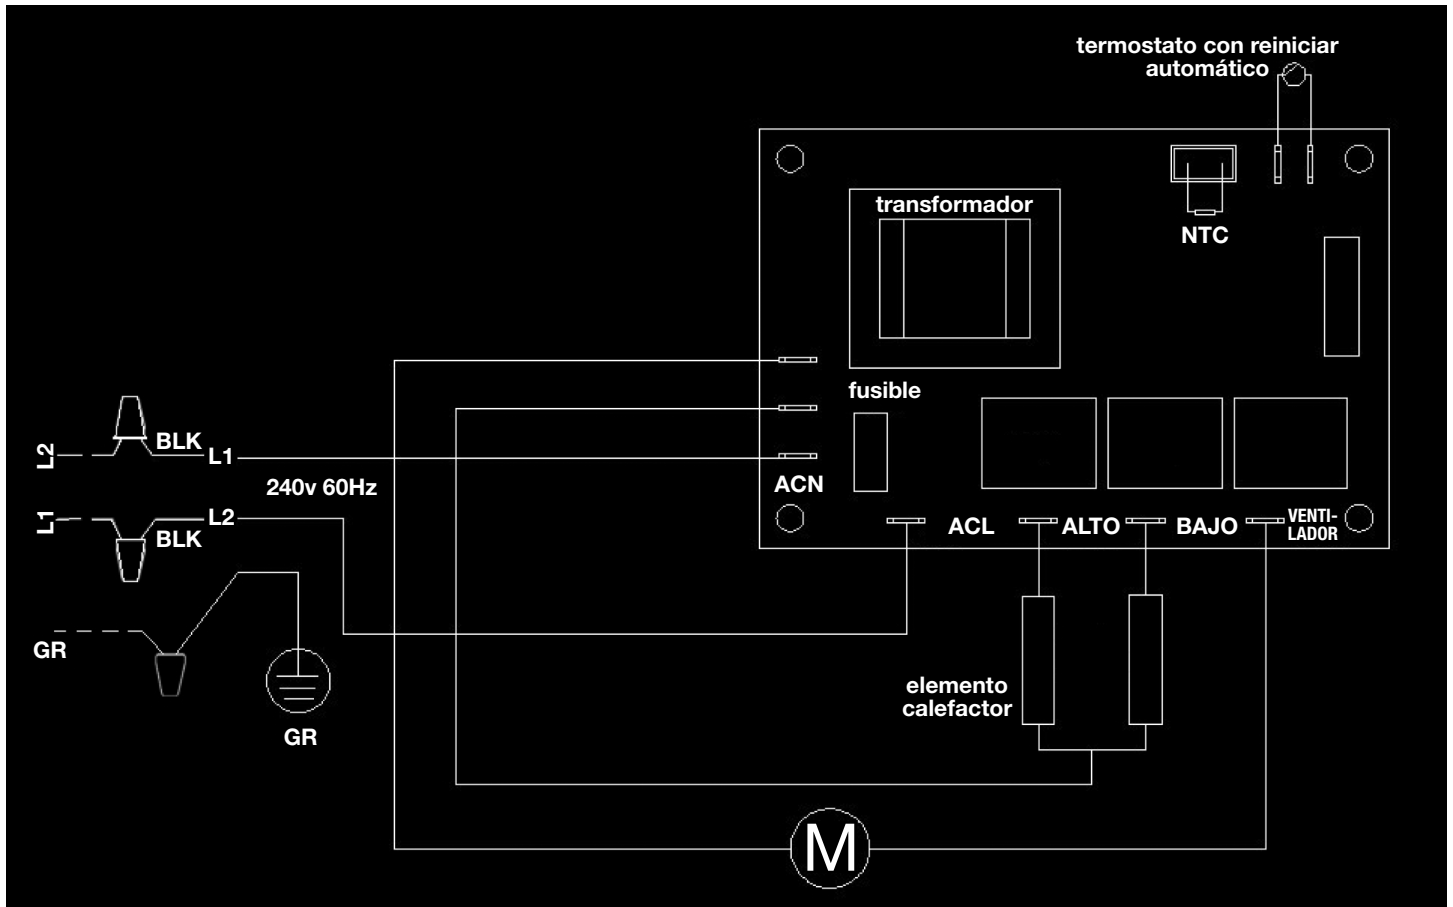 termostato con reiniciar
automático
transformador
NTC
fusible
L2
BLK
L1
240v 60Hz
ACN
L1
L2
BLK
ACL
ALTO
BAJO
VENTI-
LADOR
GR
elemento
calefactor
GR
M